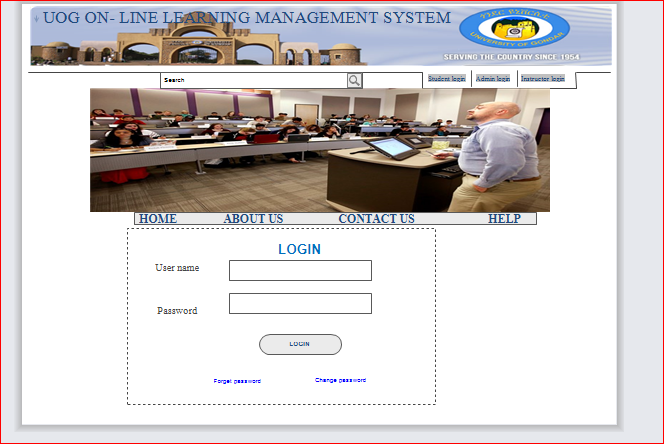 UOG ON- LINE LEARNING MANAGEMENT SYSTEM
UNIVERSITY OF GONDAR
SERVING THE COUNTRY SINCE 1954
Search
Student login Admin login Instructor login
HOME ABOUT US CONTACT US HELP
LOGIN
User name
Password
LOGIN
Forget password Change password